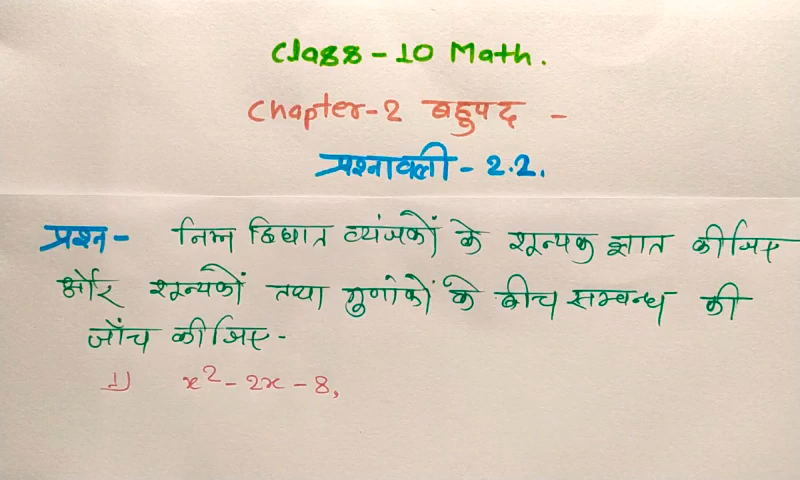 Class - 10 Math.
Chapter-2 बहुपद -
प्रश्नावली - 2.2.
प्रश्न - निम्न द्विघात व्यंजकों के शून्यक ज्ञात कीजिए
और शून्यकों तथा गुणांकों के बीच सम्बन्ध की
जाँच कीजिए -
1) x² - 2x - 8,